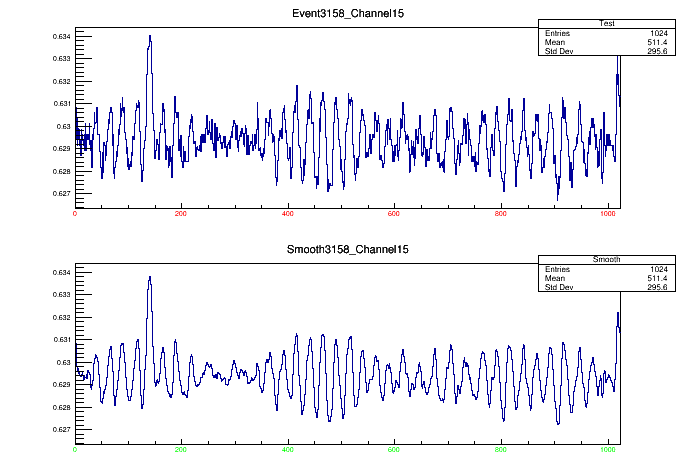 Event3158_Channel15
Test
Entries 1024
Mean 511.4
Std Dev 295.6
0.634
0.633
0.632
0.631
0.63
0.629
0.628
0.627
0 200 400 600 800 1000
Smooth3158_Channel15
Smooth
Entries 1024
Mean 511.4
Std Dev 295.6
0.634
0.633
0.632
0.631
0.63
0.629
0.628
0.627
0 200 400 600 800 1000